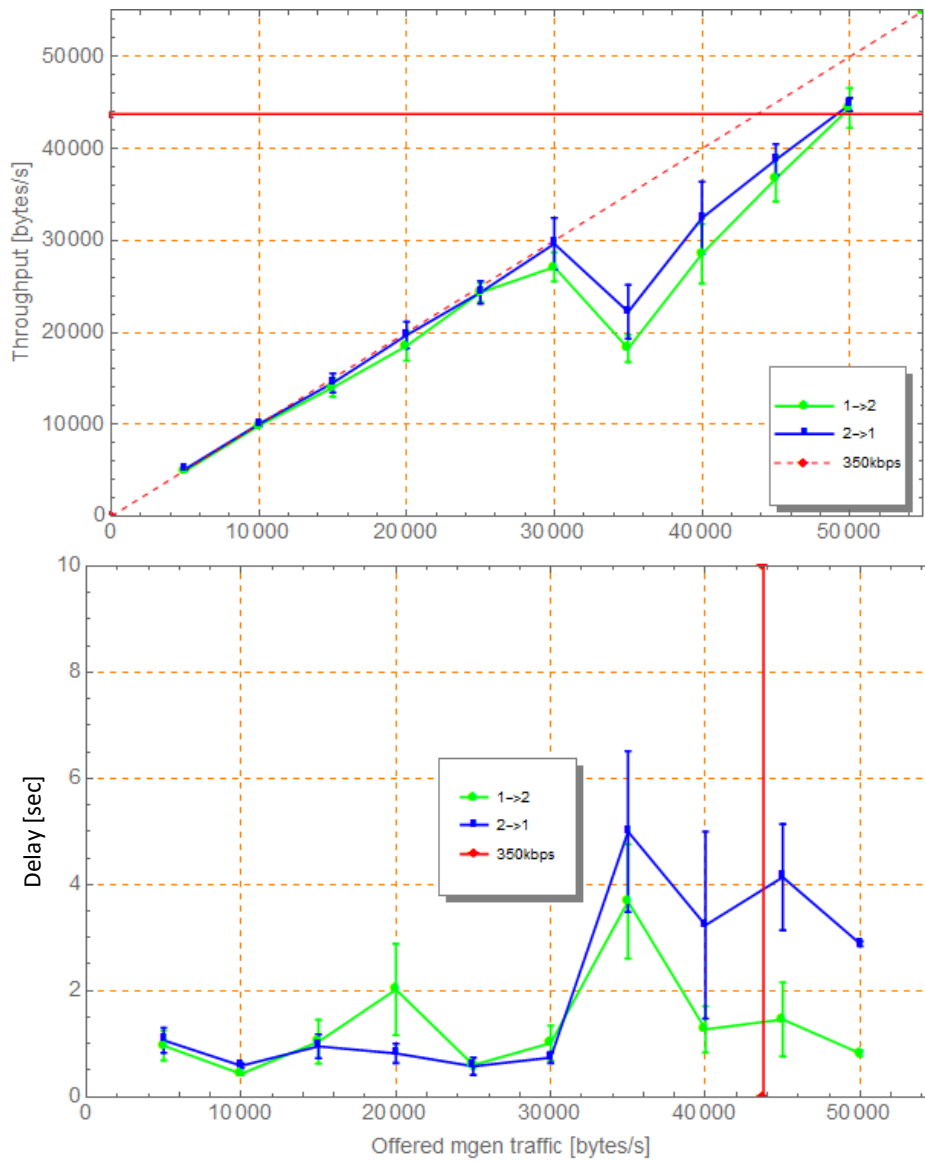 50000
40000
30000
20000
10000
0
Throughput [bytes/s]
1->2
2->1
350kbps
0 10000 20000 30000 40000 50000
10
8
6
4
2
0
Delay [sec]
1->2
2->1
350kbps
0 10000 20000 30000 40000 50000
Offered mgen traffic [bytes/s]